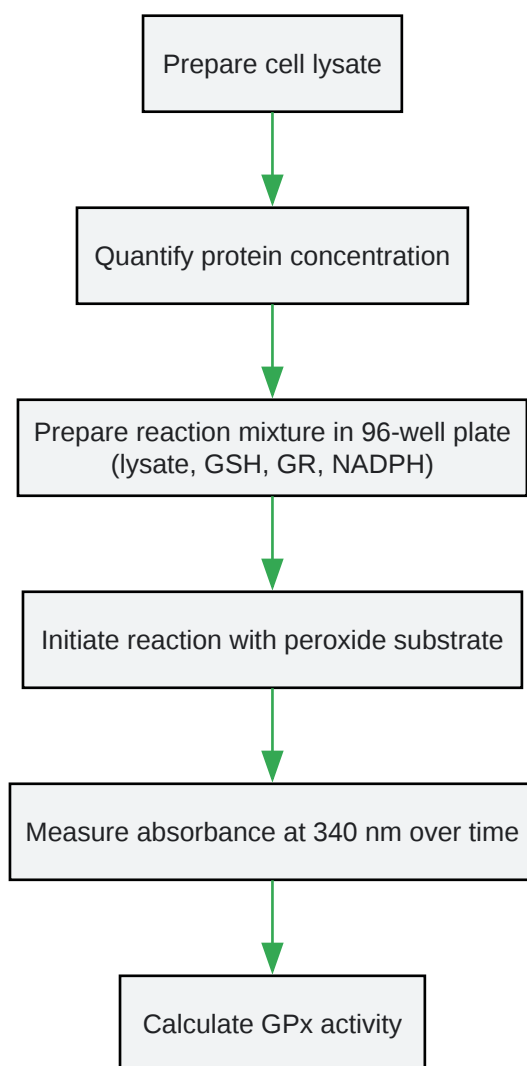 Prepare cell lysate
Quantify protein concentration
Prepare reaction mixture in 96-well plate
(lysate, GSH, GR, NADPH)
Initiate reaction with peroxide substrate
Measure absorbance at 340 nm over time
Calculate GPx activity